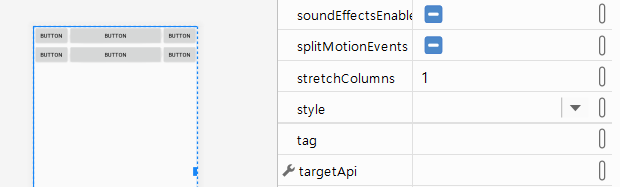 BUTTON BUTTON BUTTON
BUTTON BUTTON BUTTON
soundEffectsEnable
splitMotionEvents
stretchColumns 1
style
tag
targetApi